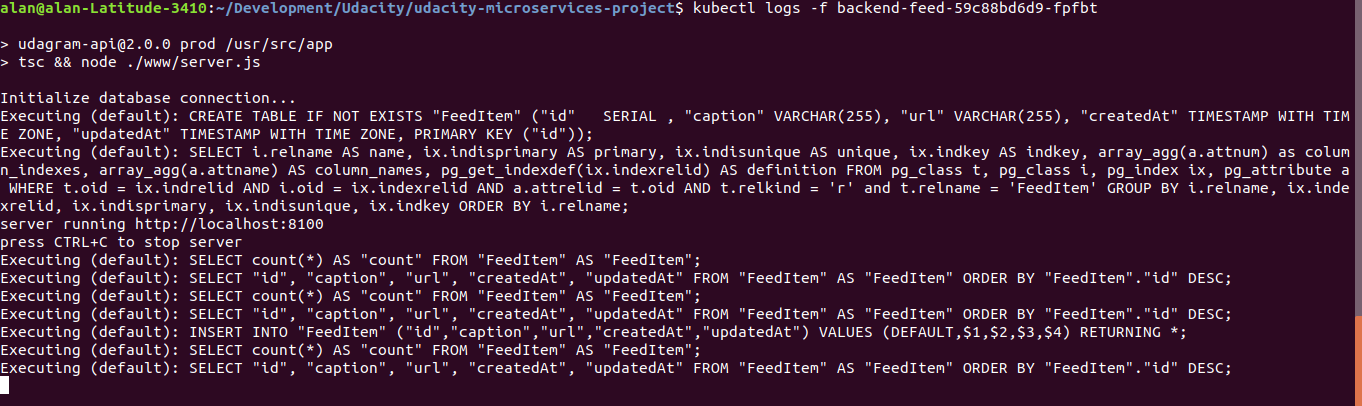 alan@alan-Latitude-3410:~/Development/Udacity/udacity-microservices-project$ kubectl logs -f backend-feed-59c88bd6d9-fpfbt
> udagram-api@2.0.0 prod /usr/src/app
> tsc && node ./www/server.js
Initialize database connection...
Executing (default): CREATE TABLE IF NOT EXISTS "FeedItem" ("id"   SERIAL , "caption" VARCHAR(255), "url" VARCHAR(255), "createdAt" TIMESTAMP WITH TIM
E ZONE, "updatedAt" TIMESTAMP WITH TIME ZONE, PRIMARY KEY ("id"));
Executing (default): SELECT i.relname AS name, ix.indisprimary AS primary, ix.indisunique AS unique, ix.indkey AS indkey, array_agg(a.attnum) as colum
n_indexes, array_agg(a.attname) AS column_names, pg_get_indexdef(ix.indexrelid) AS definition FROM pg_class t, pg_class i, pg_index ix, pg_attribute a
 WHERE t.oid = ix.indrelid AND i.oid = ix.indexrelid AND a.attrelid = t.oid AND t.relkind = 'r' and t.relname = 'FeedItem' GROUP BY i.relname, ix.inde
xrelid, ix.indisprimary, ix.indisunique, ix.indkey ORDER BY i.relname;
server running http://localhost:8100
press CTRL+C to stop server
Executing (default): SELECT count(*) AS "count" FROM "FeedItem" AS "FeedItem";
Executing (default): SELECT "id", "caption", "url", "createdAt", "updatedAt" FROM "FeedItem" AS "FeedItem" ORDER BY "FeedItem"."id" DESC;
Executing (default): SELECT count(*) AS "count" FROM "FeedItem" AS "FeedItem";
Executing (default): SELECT "id", "caption", "url", "createdAt", "updatedAt" FROM "FeedItem" AS "FeedItem" ORDER BY "FeedItem"."id" DESC;
Executing (default): INSERT INTO "FeedItem" ("id","caption","url","createdAt","updatedAt") VALUES (DEFAULT,$1,$2,$3,$4) RETURNING *;
Executing (default): SELECT count(*) AS "count" FROM "FeedItem" AS "FeedItem";
Executing (default): SELECT "id", "caption", "url", "createdAt", "updatedAt" FROM "FeedItem" AS "FeedItem" ORDER BY "FeedItem"."id" DESC;